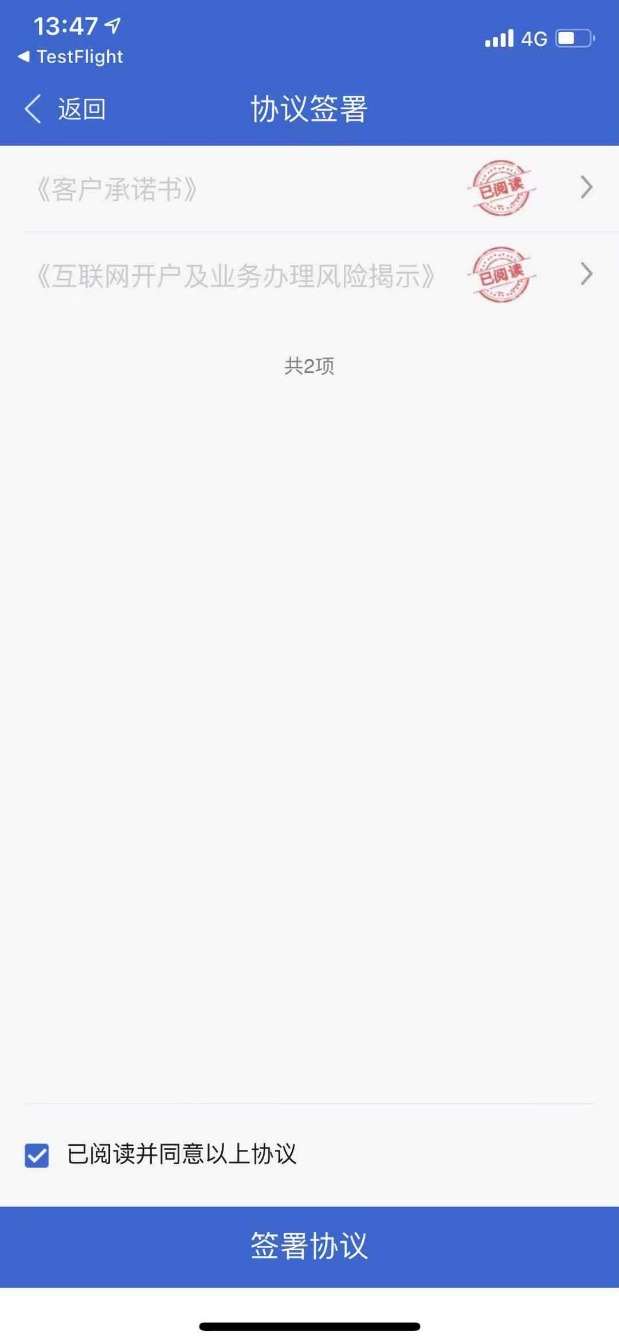 13:47
4G
TestFlight
返回
协议签署
《客户承诺书》
已阅读
《互联网开户及业务办理风险揭示》
已阅读
共2项
已阅读并同意以上协议
签署协议